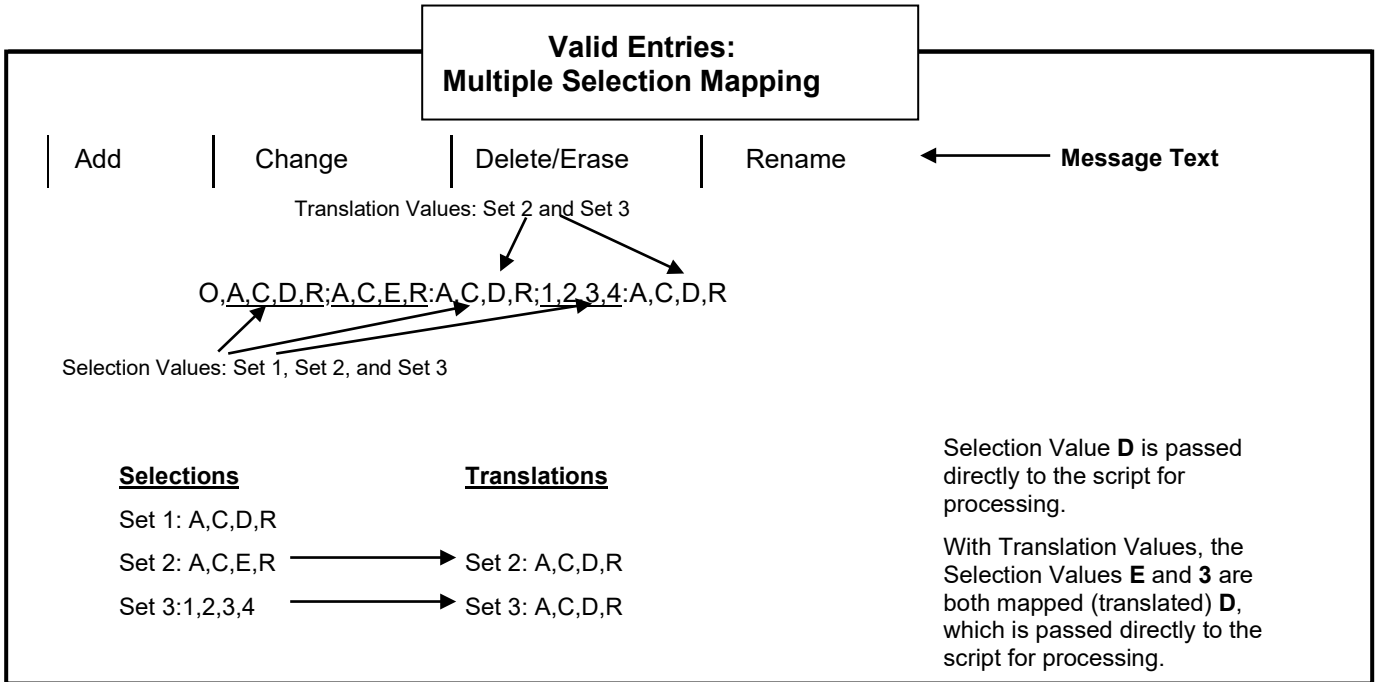 Valid Entries:
Multiple Selection Mapping
Add Change Delete/Erase Rename Message Text
Translation Values: Set 2 and Set 3
O,A,C,D,R;A,C,E,R:A,C,D,R;1,2,3,4:A,C,D,R
Selection Values: Set 1, Set 2, and Set 3
Selections Translations
Set 1: A,C,D,R
Set 2: A,C,E,R Set 2: A,C,D,R
Set 3:1,2,3,4 Set 3: A,C,D,R
Selection Value D is passed
directly to the script for
processing.
With Translation Values, the
Selection Values E and 3 are
both mapped (translated) D,
which is passed directly to the
script for processing.